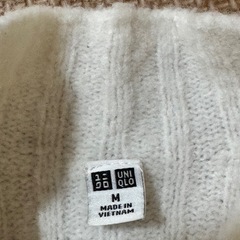 ユニ UNI
クロ QLO
M
MADE IN
VIETNAM